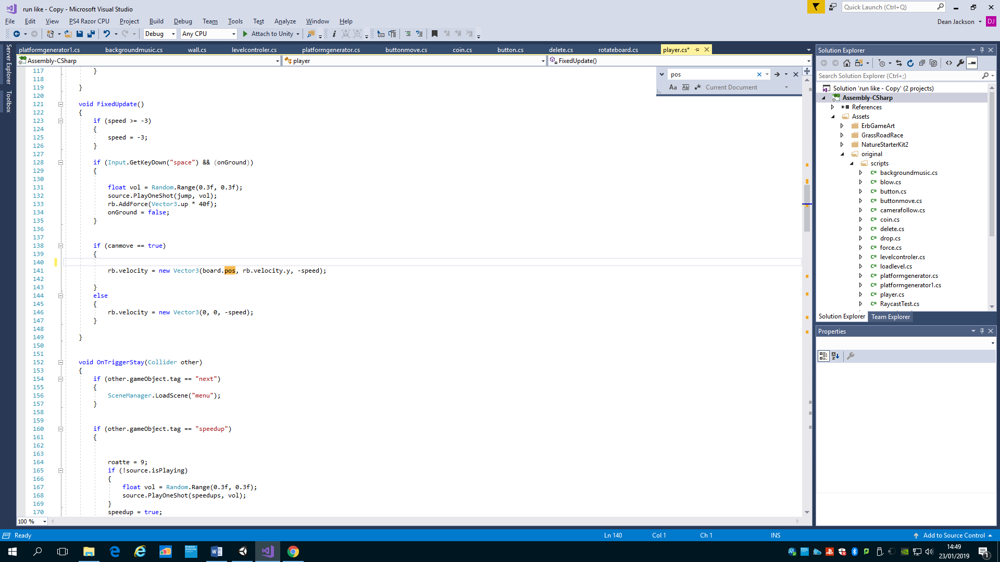 run like - Copy - Microsoft Visual Studio
Quick Launch (Ctrl+Q)
File Edit View PS4 Razor CPU Project Build Debug Team Tools Test Analyze Window Help
Dean Jackson DJ
Debug Any CPU Attach to Unity
Server Explorer
Toolbox
platformgenerator1.cs backgroundmusic.cs wall.cs levelcontroler.cs platformgenerator.cs buttonmove.cs coin.cs button.cs delete.cs rotateboard.cs player.cs*
Assembly-CSharp player FixedUpdate()
pos
Aa Ab Current Document
117 }
118
119 }
120
121 void FixedUpdate()
122 {
123 if (speed >= -3)
124 {
125 speed = -3;
126 }
127
128 if (Input.GetKeyDown("space") && (onGround))
129 {
130
131 float vol = Random.Range(0.3f, 0.3f);
132 source.PlayOneShot(jump, vol);
133 rb.AddForce(Vector3.up * 40f);
134 onGround = false;
135 }
136
137
138 if (canmove == true)
139 {
140
141 rb.velocity = new Vector3(board.pos, rb.velocity.y, -speed);
142
143 }
144 else
145 {
146 rb.velocity = new Vector3(0, 0, -speed);
147 }
148
149 }
150
151
152 void OnTriggerStay(Collider other)
153 {
154 if (other.gameObject.tag == "next")
155 {
156 SceneManager.LoadScene("menu");
157 }
158
159
160 if (other.gameObject.tag == "speedup")
161 {
162
163
164 roatte = 9;
165 if (!source.isPlaying)
166 {
167 float vol = Random.Range(0.3f, 0.3f);
168 source.PlayOneShot(speedups, vol);
169 }
170 speedup = true;
100 %
Solution Explorer
Search Solution Explorer (Ctrl+;)
Solution 'run like - Copy' (2 projects)
Assembly-CSharp
References
Assets
ErbGameArt
GrassRoadRace
NatureStarterKit2
original
scripts
C# backgroundmusic.cs
C# blow.cs
C# button.cs
C# buttonmove.cs
C# camerafollow.cs
C# coin.cs
C# delete.cs
C# drop.cs
C# force.cs
C# levelcontroler.cs
C# loadlevel.cs
C# platformgenerator.cs
C# platformgenerator1.cs
C# player.cs
C# RaycastTest.cs
Solution Explorer Team Explorer
Properties
Ready Ln 140 Col 1 Ch 1 INS Add to Source Control
14:49
23/01/2019
1